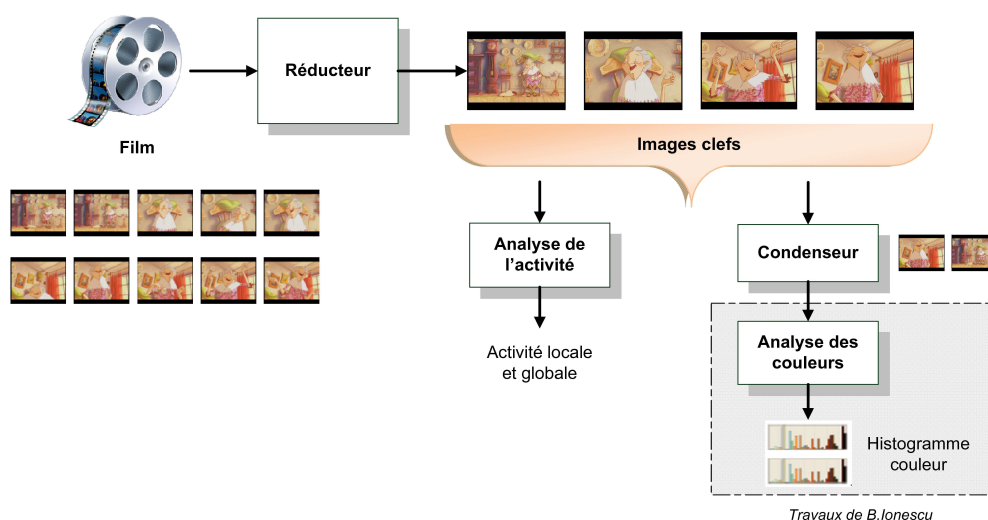 Réducteur
Film
Images clefs
Analyse de
l'activité
Condenseur
Activité locale
et globale
Analyse des
couleurs
Histogramme
couleur
Travaux de B.Ionescu